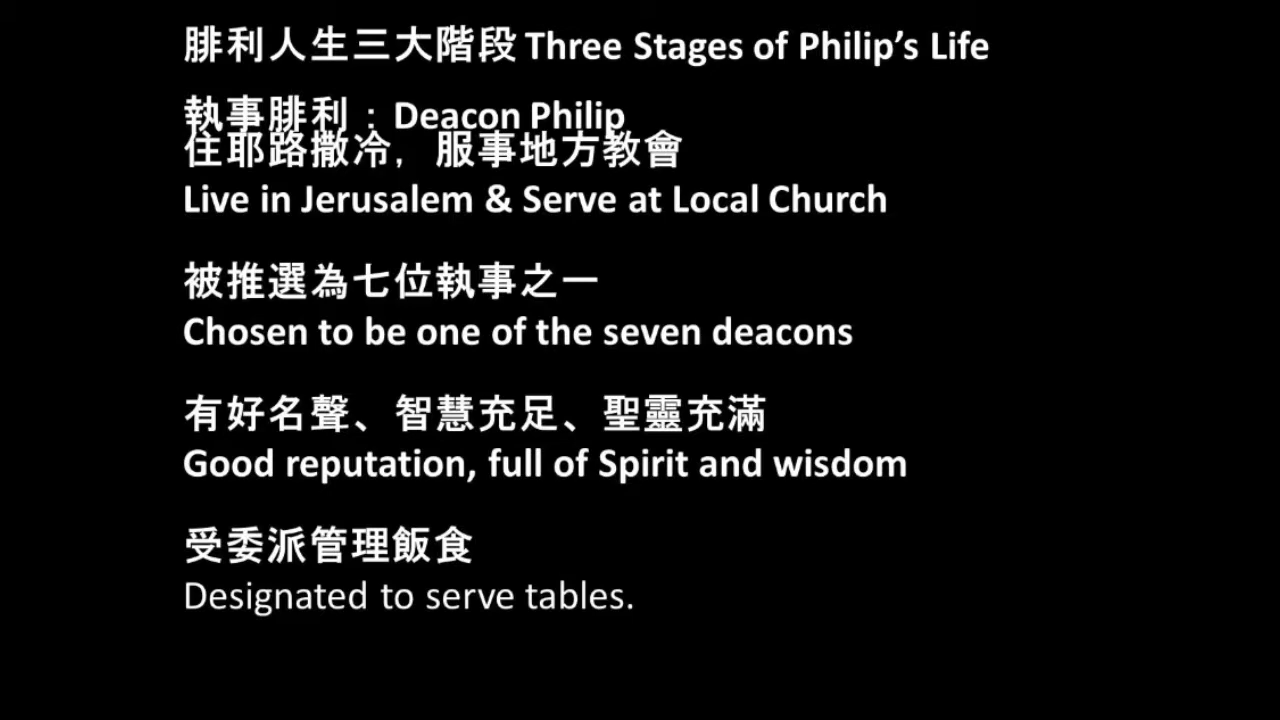 腓利人生三大階段 Three Stages of Philip’s Life
執事腓利：Deacon Philip
住耶路撒冷，服事地方教會
Live in Jerusalem & Serve at Local Church
被推選為七位執事之一
Chosen to be one of the seven deacons
有好名聲、智慧充足、聖靈充滿
Good reputation, full of Spirit and wisdom
受委派管理飯食
Designated to serve tables.